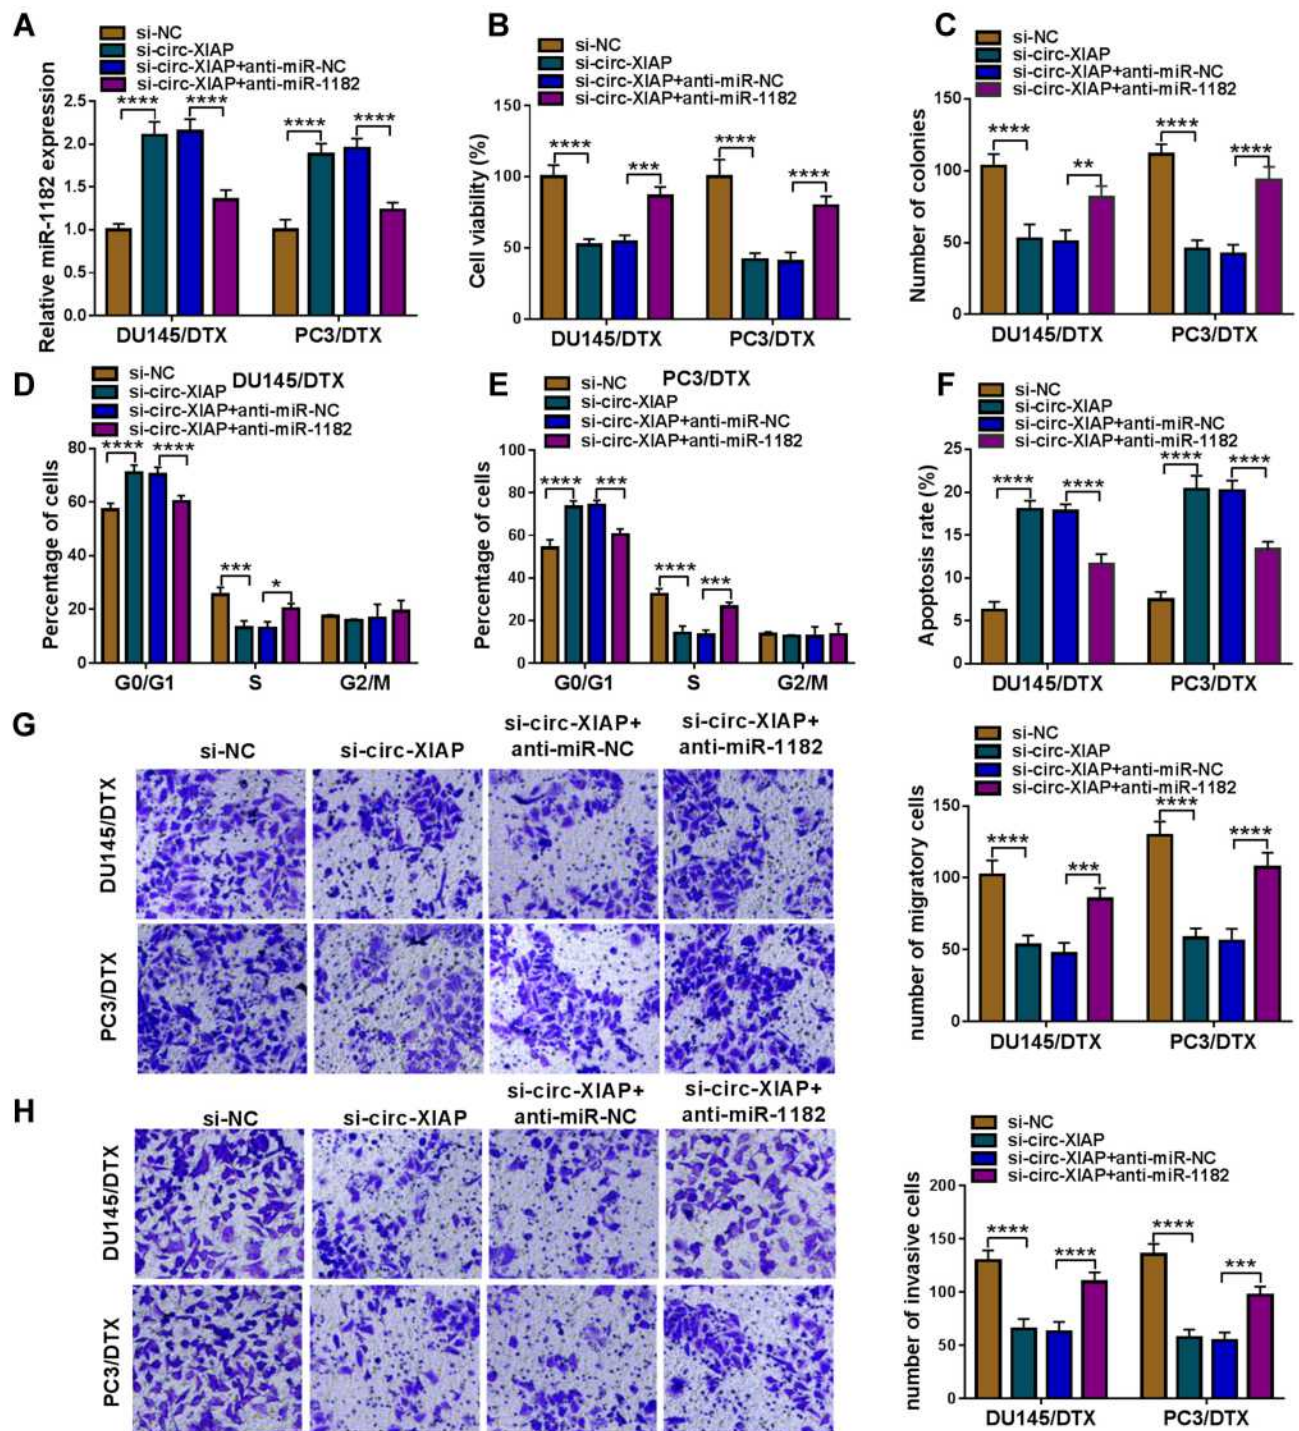 A
si-NC
si-circ-XIAP
si-circ-XIAP+anti-miR-NC
si-circ-XIAP+anti-miR-1182
Relative miR-1182 expression
2.5
2.0
1.5
1.0
0.5
0.0
**** ****
**** ****
DU145/DTX PC3/DTX
B
si-NC
si-circ-XIAP
si-circ-XIAP+anti-miR-NC
si-circ-XIAP+anti-miR-1182
Cell viability (%)
150
100
50
0
**** ***
**** ****
DU145/DTX PC3/DTX
C
si-NC
si-circ-XIAP
si-circ-XIAP+anti-miR-NC
si-circ-XIAP+anti-miR-1182
Number of colonies
150
100
50
0
**** **
**** ****
DU145/DTX PC3/DTX
D
si-NC
si-circ-XIAP
si-circ-XIAP+anti-miR-NC
si-circ-XIAP+anti-miR-1182
DU145/DTX
Percentage of cells
80
60
40
20
0
**** ****
*** *
G0/G1 S G2/M
E
si-NC
si-circ-XIAP
si-circ-XIAP+anti-miR-NC
si-circ-XIAP+anti-miR-1182
PC3/DTX
Percentage of cells
100
80
60
40
20
0
**** ***
**** ***
G0/G1 S G2/M
F
si-NC
si-circ-XIAP
si-circ-XIAP+anti-miR-NC
si-circ-XIAP+anti-miR-1182
Apoptosis rate (%)
25
20
15
10
5
0
**** ****
**** ****
DU145/DTX PC3/DTX
G
si-NC
si-circ-XIAP
si-circ-XIAP+
anti-miR-NC
si-circ-XIAP+
anti-miR-1182
DU145/DTX
PC3/DTX
si-NC
si-circ-XIAP
si-circ-XIAP+anti-miR-NC
si-circ-XIAP+anti-miR-1182
number of migratory cells
150
100
50
0
**** ***
**** ****
DU145/DTX PC3/DTX
H
si-NC
si-circ-XIAP
si-circ-XIAP+
anti-miR-NC
si-circ-XIAP+
anti-miR-1182
DU145/DTX
PC3/DTX
si-NC
si-circ-XIAP
si-circ-XIAP+anti-miR-NC
si-circ-XIAP+anti-miR-1182
number of invasive cells
200
150
100
50
0
**** ****
**** ***
DU145/DTX PC3/DTX